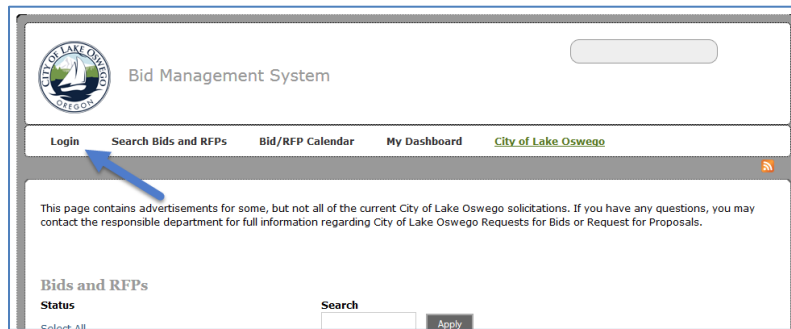 CITY OF LAKE OSWEGO
OREGON
Bid Management System
Login Search Bids and RFPs Bid/RFP Calendar My Dashboard City of Lake Oswego
This page contains advertisements for some, but not all of the current City of Lake Oswego solicitations. If you have any questions, you may
contact the responsible department for full information regarding City of Lake Oswego Requests for Bids or Request for Proposals.
Bids and RFPs
Status Search
Select All
Apply